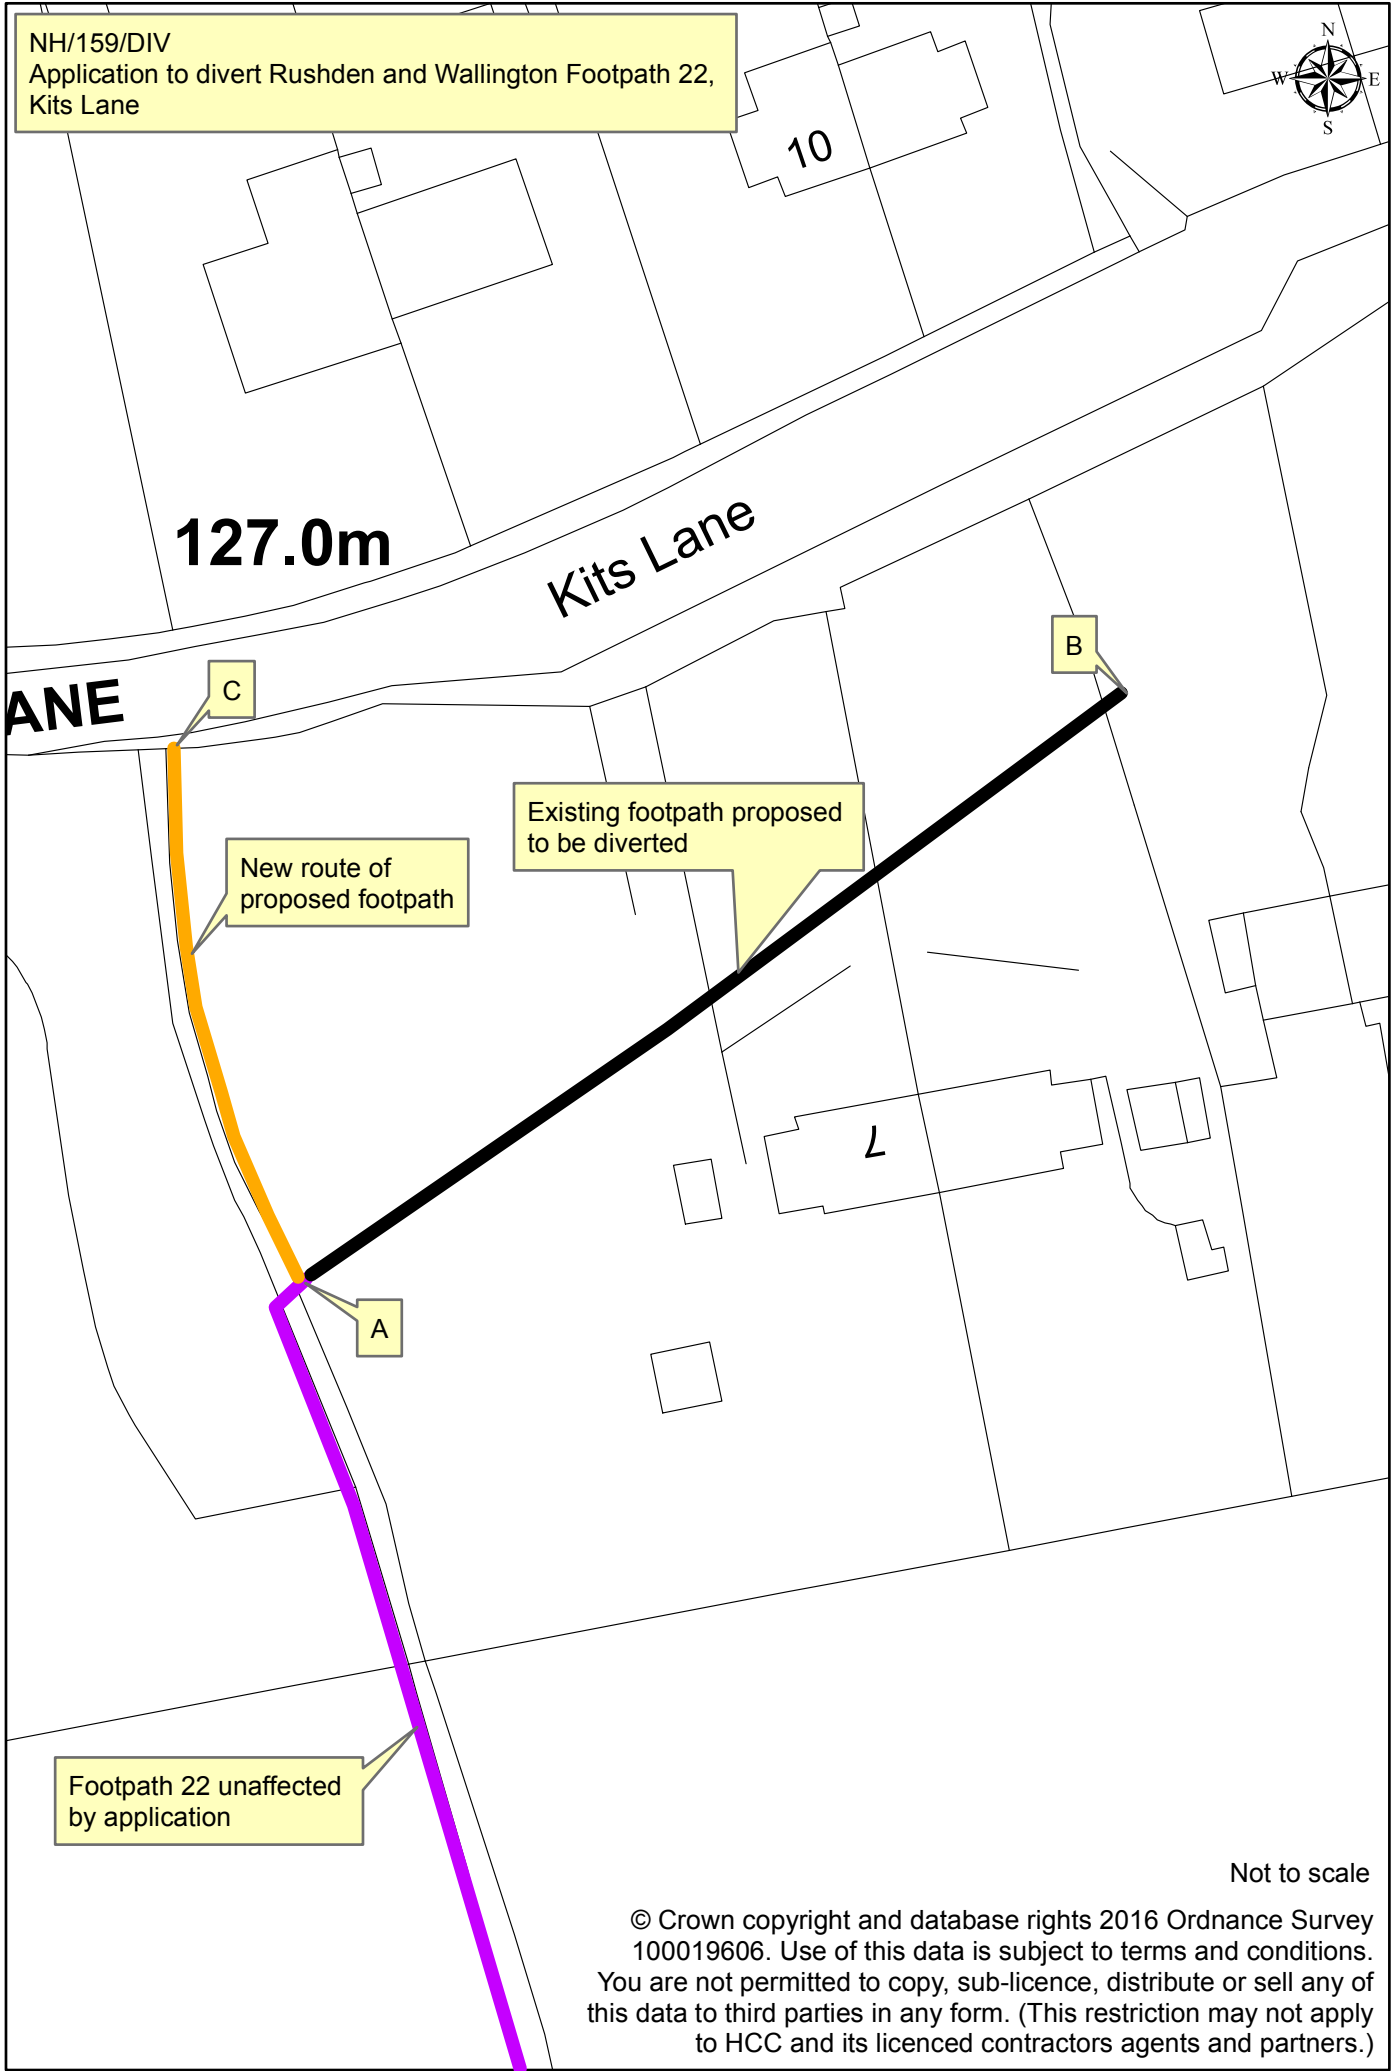 NH/159/DIV
Application to divert Rushden and Wallington Footpath 22,
Kits Lane
N
W E
S
10
127.0m
Kits Lane
B
C
ANE
Existing footpath proposed
to be diverted
New route of
proposed footpath
7
A
Footpath 22 unaffected
by application
Not to scale
© Crown copyright and database rights 2016 Ordnance Survey
100019606. Use of this data is subject to terms and conditions.
You are not permitted to copy, sub-licence, distribute or sell any of
this data to third parties in any form. (This restriction may not apply
to HCC and its licenced contractors agents and partners.)